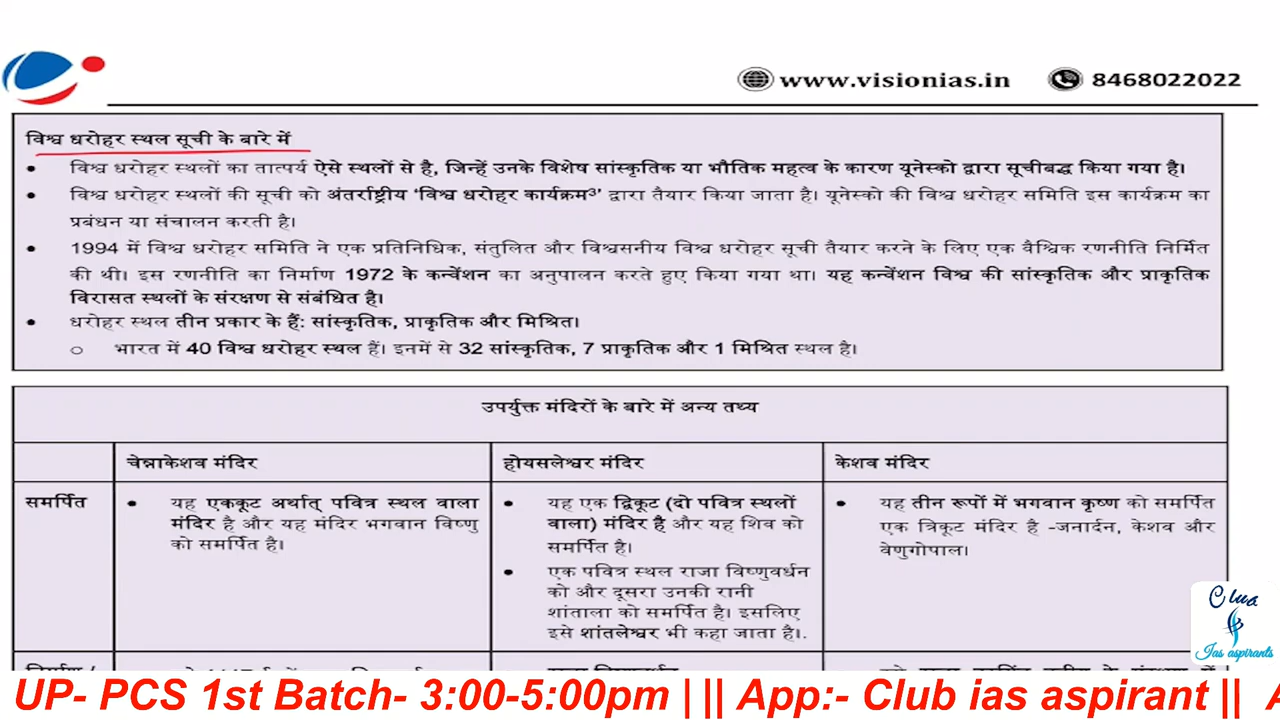 www.visionias.in 8468022022
विश्व धरोहर स्थल सूची के बारे में
• विश्व धरोहर स्थलों का तात्पर्य ऐसे स्थलों से है, जिन्हें उनके विशेष सांस्कृतिक या भौतिक महत्व के कारण यूनेस्को द्वारा सूचीबद्ध किया गया है।
• विश्व धरोहर स्थलों की सूची को अंतर्राष्ट्रीय ‘विश्व धरोहर कार्यक्रम³’ द्वारा तैयार किया जाता है। यूनेस्को की विश्व धरोहर समिति इस कार्यक्रम का
प्रबंधन या संचालन करती है।
• 1994 में विश्व धरोहर समिति ने एक प्रतिनिधिक, संतुलित और विश्वसनीय विश्व धरोहर सूची तैयार करने के लिए एक वैश्विक रणनीति निर्मित
की थी। इस रणनीति का निर्माण 1972 के कन्वेंशन का अनुपालन करते हुए किया गया था। यह कन्वेंशन विश्व की सांस्कृतिक और प्राकृतिक
विरासत स्थलों के संरक्षण से संबंधित है।
• धरोहर स्थल तीन प्रकार के हैं: सांस्कृतिक, प्राकृतिक और मिश्रित।
○ भारत में 40 विश्व धरोहर स्थल हैं। इनमें से 32 सांस्कृतिक, 7 प्राकृतिक और 1 मिश्रित स्थल है।
उपर्युक्त मंदिरों के बारे में अन्य तथ्य
चेन्नाकेशव मंदिर
होयसलेश्वर मंदिर
केशव मंदिर
समर्पित
• यह एककूट अर्थात् पवित्र स्थल वाला
मंदिर है और यह मंदिर भगवान विष्णु
को समर्पित है।
• यह एक द्विकूट (दो पवित्र स्थलों
वाला) मंदिर है और यह शिव को
समर्पित है।
• एक पवित्र स्थल राजा विष्णुवर्धन
को और दूसरा उनकी रानी
शांताला को समर्पित है। इसलिए
इसे शांतलेश्वर भी कहा जाता है।.
• यह तीन रूपों में भगवान कृष्ण को समर्पित
एक त्रिकूट मंदिर है -जनार्दन, केशव और
वेणुगोपाल।
Club
Ias aspirants
UP- PCS 1st Batch- 3:00-5:00pm | || App:- Club ias aspirant || A